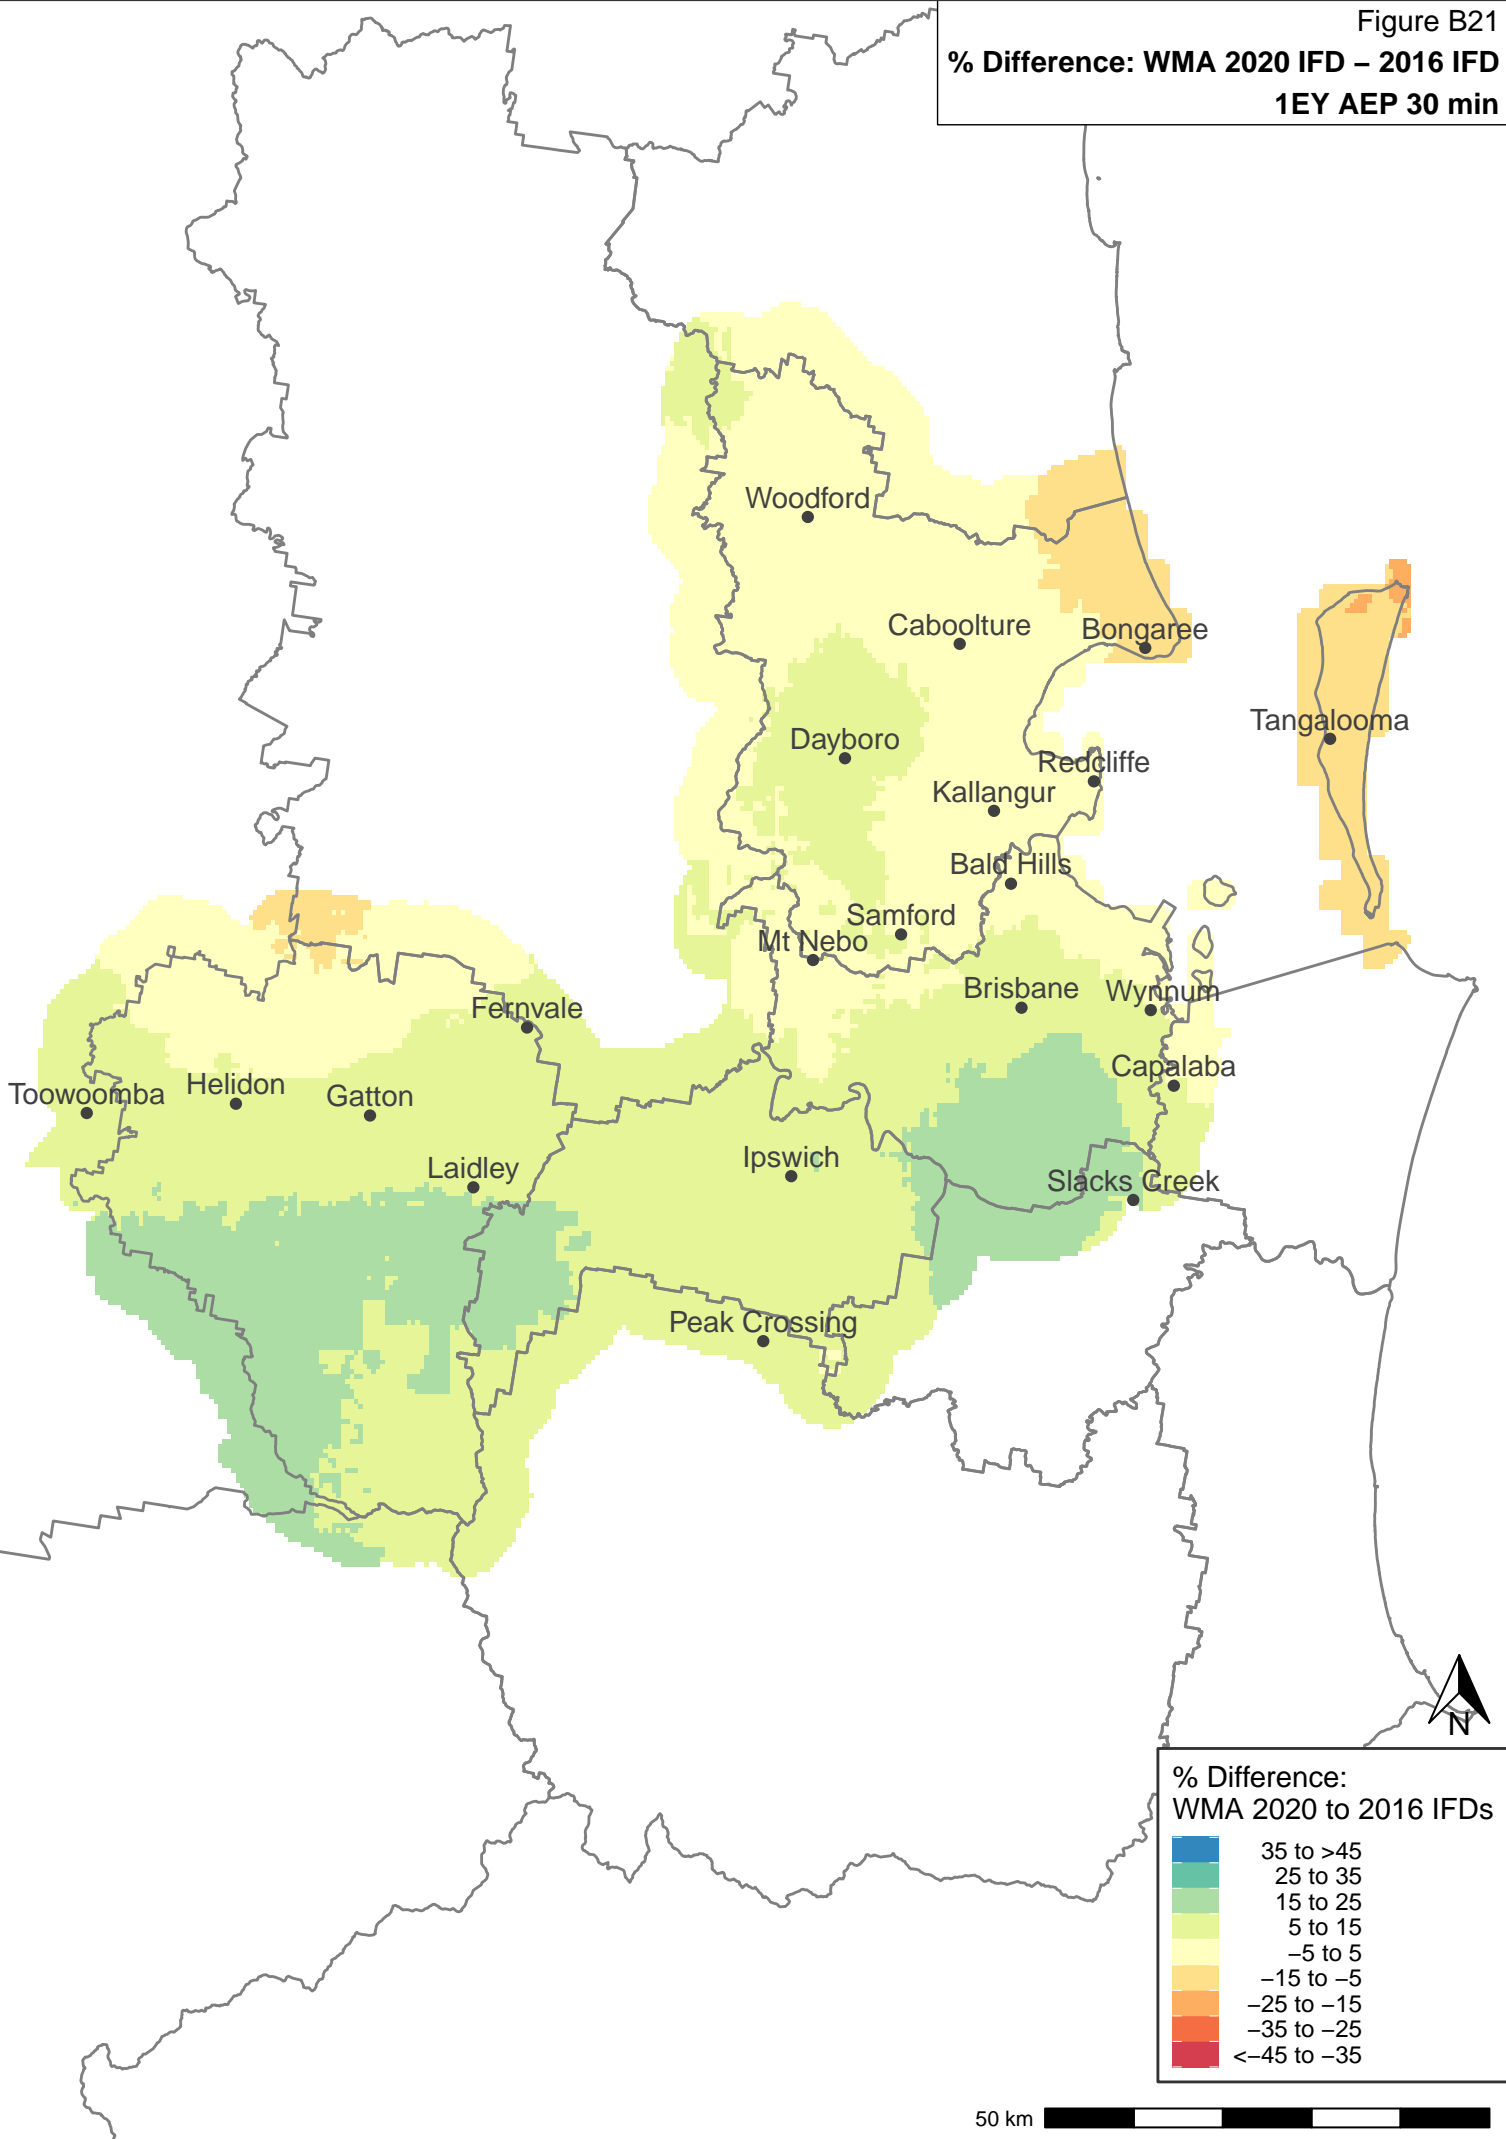 Figure B21
% Difference: WMA 2020 IFD – 2016 IFD
1EY AEP 30 min
Woodford
Caboolture
Bongaree
Tangalooma
Dayboro
Redcliffe
Kallangur
Bald Hills
Samford
Mt Nebo
Brisbane
Wynnum
Fernvale
Capalaba
Toowoomba
Helidon
Gatton
Ipswich
Laidley
Slacks Creek
Peak Crossing
N
% Difference:
WMA 2020 to 2016 IFDs
35 to >45
25 to 35
15 to 25
5 to 15
−5 to 5
−15 to −5
−25 to −15
−35 to −25
<−45 to −35
50 km